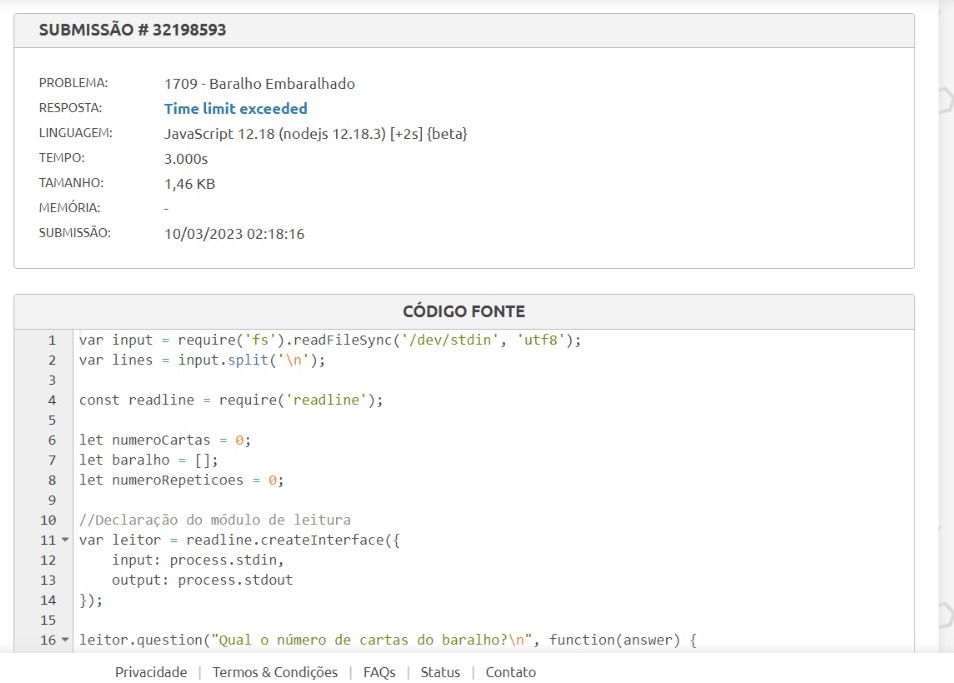 SUBMISSÃO # 32198593
PROBLEMA: 1709 - Baralho Embaralhado
RESPOSTA: Time limit exceeded
LINGUAGEM: JavaScript 12.18 (nodejs 12.18.3) [+2s] {beta}
TEMPO: 3.000s
TAMANHO: 1,46 KB
MEMÓRIA: -
SUBMISSÃO: 10/03/2023 02:18:16
CÓDIGO FONTE
1 var input = require('fs').readFileSync('/dev/stdin', 'utf8');
2 var lines = input.split('\n');
3
4 const readline = require('readline');
5
6 let numeroCartas = 0;
7 let baralho = [];
8 let numeroRepeticoes = 0;
9
10 //Declaração do módulo de leitura
11 var leitor = readline.createInterface({
12     input: process.stdin,
13     output: process.stdout
14 });
15
16 leitor.question("Qual o número de cartas do baralho?\n", function(answer) {
Privacidade | Termos & Condições | FAQs | Status | Contato